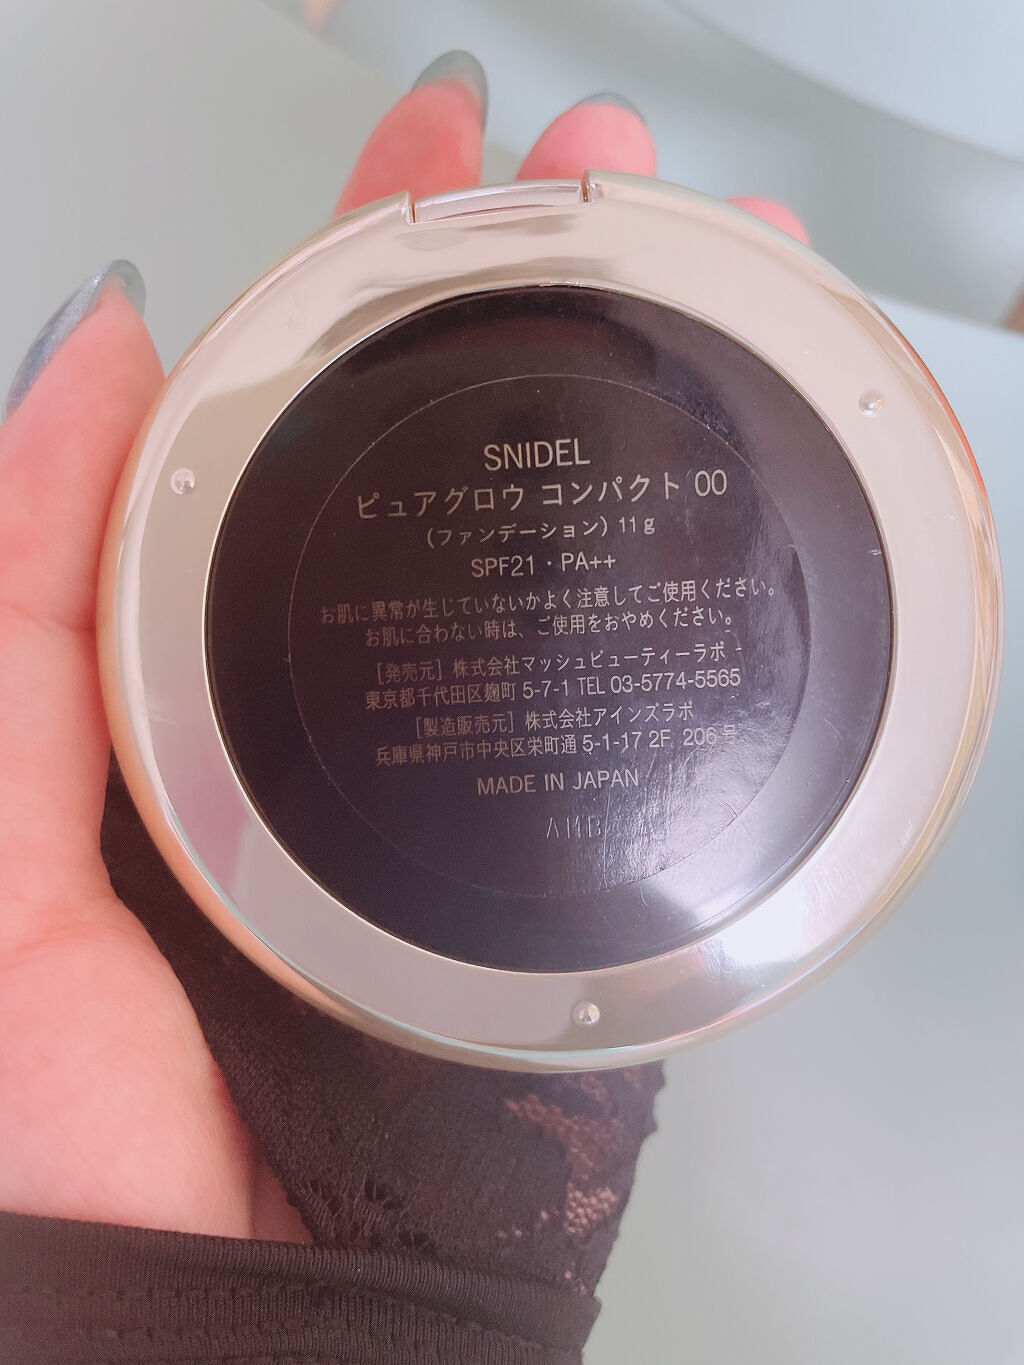 SNIDEL
ピュアグロウ コンパクト 00
(ファンデーション) 11g
SPF21・PA++
お肌に異常が生じていないかよく注意してご使用ください。
お肌に合わない時は、ご使用をおやめください。
[発売元] 株式会社マッシュビューティーラボ
東京都千代田区麹町 5-7-1 TEL 03-5774-5565
[製造販売元] 株式会社アインズラボ
兵庫県神戸市中央区栄町通 5-1-17 2F 206号
MADE IN JAPAN